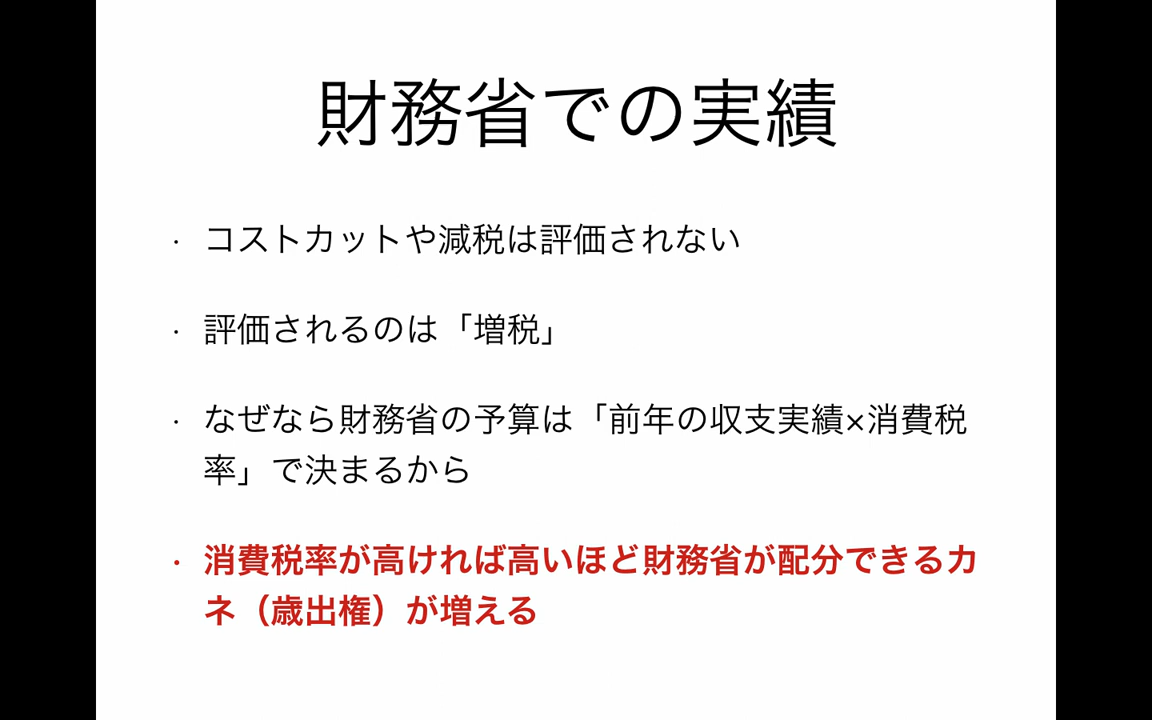 財務省での実績
・コストカットや減税は評価されない
・評価されるのは「増税」
・なぜなら財務省の予算は「前年の収支実績×消費税
率」で決まるから
・消費税率が高ければ高いほど財務省が配分できるカ
ネ（歳出権）が増える